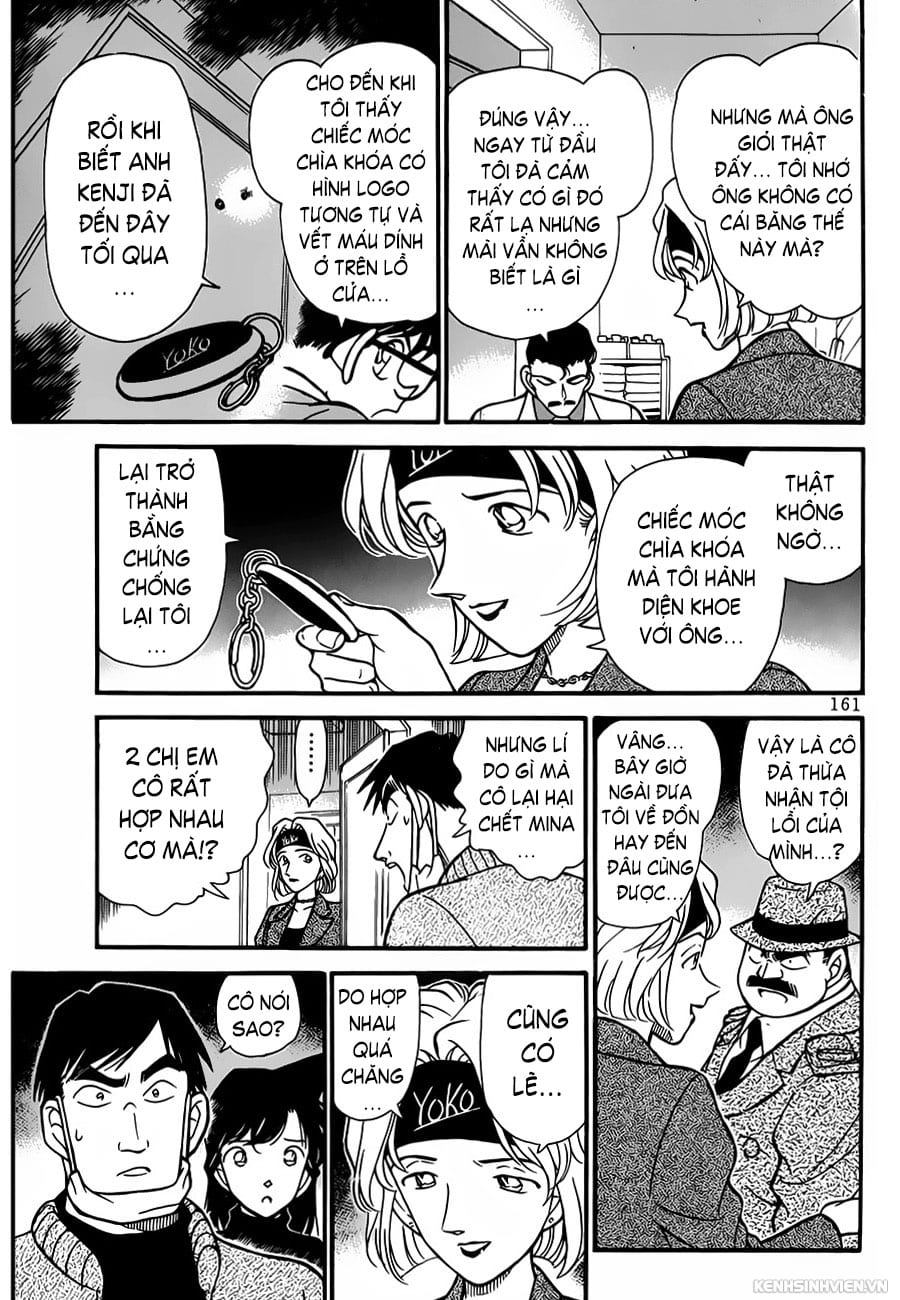 NHƯNG MÀ ÔNG
GIỎI THẬT
ĐẤY... TÔI NHỚ
ÔNG KHÔNG CÓ
CÁI BĂNG THẾ
NÀY MÀ?
ĐÚNG VẬY...
NGAY TỪ ĐẦU
TÔI ĐÃ CẢM
THẤY CÓ GÌ ĐÓ
RẤT LẠ NHƯNG
MÃI VẪN KHÔNG
BIẾT LÀ GÌ
...
CHO ĐẾN KHI
TÔI THẤY
CHIẾC MÓC
CHÌA KHÓA CÓ
HÌNH LOGO
TƯƠNG TỰ VÀ
VẾT MÁU DÍNH
Ở TRÊN LỖ
CỬA...
RỒI KHI
BIẾT ANH
KENJI ĐÃ
ĐẾN ĐÂY
TỐI QUA
...
YOKO
THẬT
KHÔNG
NGỜ...
CHIẾC MÓC
CHÌA KHÓA
MÀ TÔI HÃNH
DIỆN KHOE
VỚI ÔNG...
YOKO
LẠI TRỞ
THÀNH
BẰNG
CHỨNG
CHỐNG
LẠI TÔI
...
161
VẬY LÀ CÔ
ĐÃ THỪA
NHẬN TỘI
LỖI CỦA
MÌNH...?
VÂNG...
BÂY GIỜ
NGÀI ĐƯA
TÔI VỀ ĐỒN
HAY ĐẾN
ĐÂU CŨNG
ĐƯỢC...
NHƯNG LÍ
DO GÌ MÀ
CÔ LẠI HẠI
CHẾT MINA
...
......
YOKO
2 CHỊ EM
CÔ RẤT
HỢP NHAU
CƠ MÀ!?
CŨNG
CÓ
LẼ...
DO HỢP
NHAU
QUÁ
CHĂNG
...
YOKO
CÔ NÓI
SAO?
KENHSINHVIEN.VN